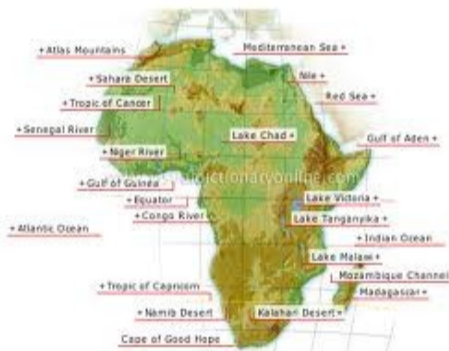 + Atlas Mountains
Mediterranean Sea +
+ Sahara Desert
Nile +
+ Tropic of Cancer
Red Sea +
+ Senegal River
Lake Chad +
Gulf of Aden +
+ Niger River
+ Gulf of Guinea
+ Equator
Lake Victoria +
+ Congo River
Lake Tanganyika +
+ Atlantic Ocean
+ Indian Ocean
Lake Malawi +
Mozambique Channel
+ Tropic of Capricorn
Madagascar +
+ Namib Desert
Kalahari Desert +
Cape of Good Hope